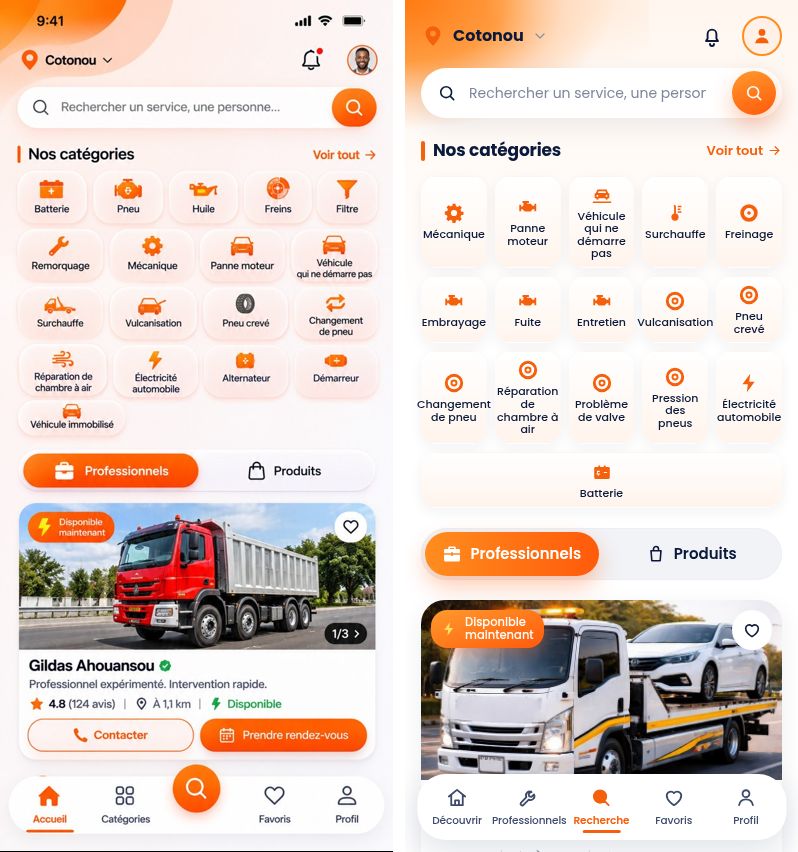 9:41
Cotonou
Rechercher un service, une personne...
Nos catégories
Voir tout →
Batterie
Pneu
Huile
Freins
Filtre
Remorquage
Mécanique
Panne moteur
Véhicule
qui ne démarre pas
Surchauffe
Vulcanisation
Pneu crevé
Changement
de pneu
Réparation de
chambre à air
Électricité
automobile
Alternateur
Démarreur
Véhicule immobilisé
Professionnels
Produits
Disponible
maintenant
1/3 >
Gildas Ahouansou
Professionnel expérimenté. Intervention rapide.
4.8 (124 avis) | À 1,1 km | Disponible
Contacter
Prendre rendez-vous
Accueil
Catégories
Favoris
Profil
Cotonou
Rechercher un service, une person
Nos catégories
Voir tout →
Mécanique
Panne
moteur
Véhicule
qui ne
démarre
pas
Surchauffe
Freinage
Embrayage
Fuite
Entretien
Vulcanisation
Pneu
crevé
Changement
de pneu
Réparation
de
chambre à
air
Problème
de valve
Pression
des
pneus
Électricité
automobile
Batterie
Professionnels
Produits
Disponible
maintenant
Découvrir
Professionnels
Recherche
Favoris
Profil